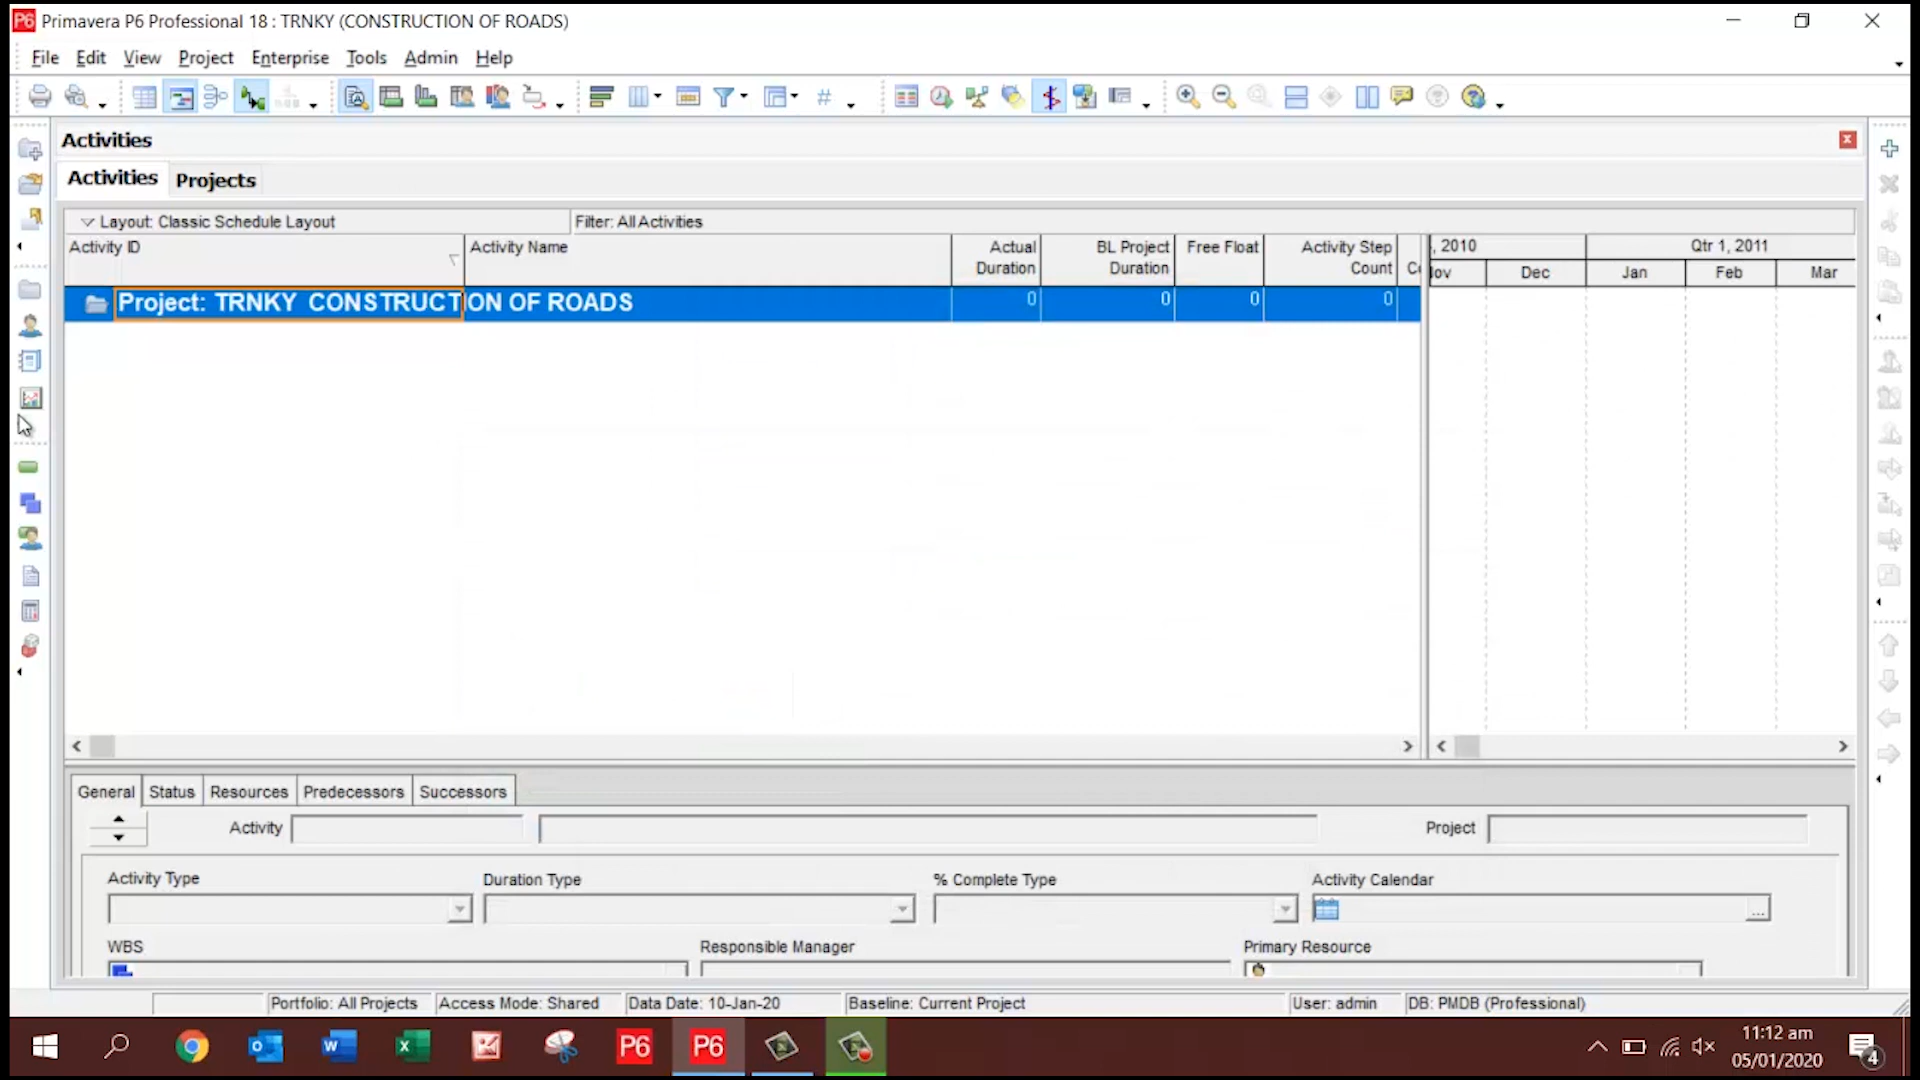 P6 Primavera P6 Professional 18 : TRNKY (CONSTRUCTION OF ROADS)
File Edit View Project Enterprise Tools Admin Help
Activities
Activities Projects
Layout: Classic Schedule Layout Filter: All Activities
Activity ID Activity Name Actual Duration BL Project Duration Free Float Activity Step Count , 2010 Qtr 1, 2011
Dec Jan Feb Mar
Project: TRNKY CONSTRUCTION OF ROADS 0 0 0 0
General Status Resources Predecessors Successors
Activity Project
Activity Type Duration Type % Complete Type Activity Calendar
...
WBS Responsible Manager Primary Resource
Portfolio: All Projects Access Mode: Shared Data Date: 10-Jan-20 Baseline: Current Project User: admin DB: PMDB (Professional)
P6 P6
11:12 am
05/01/2020
4